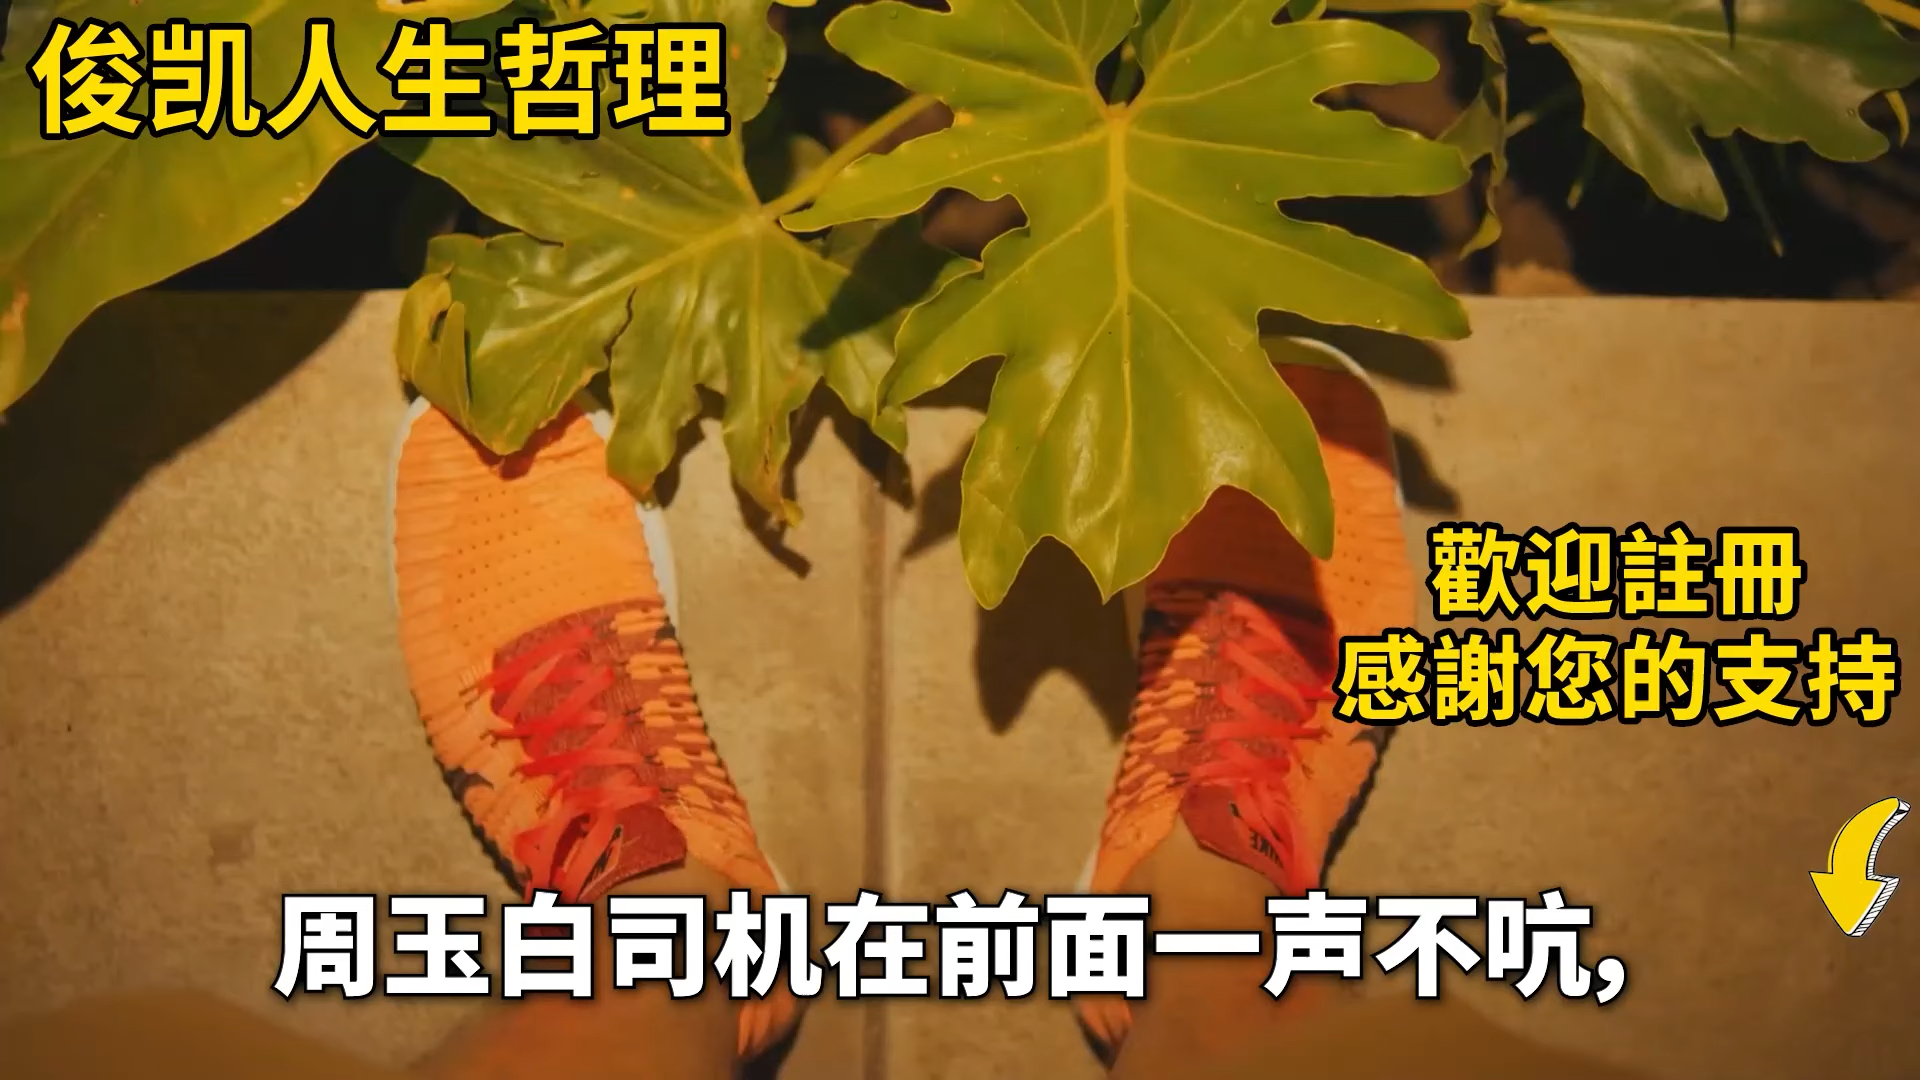 俊凯人生哲理
歡迎註冊
感謝您的支持
周玉白司机在前面一声不吭,